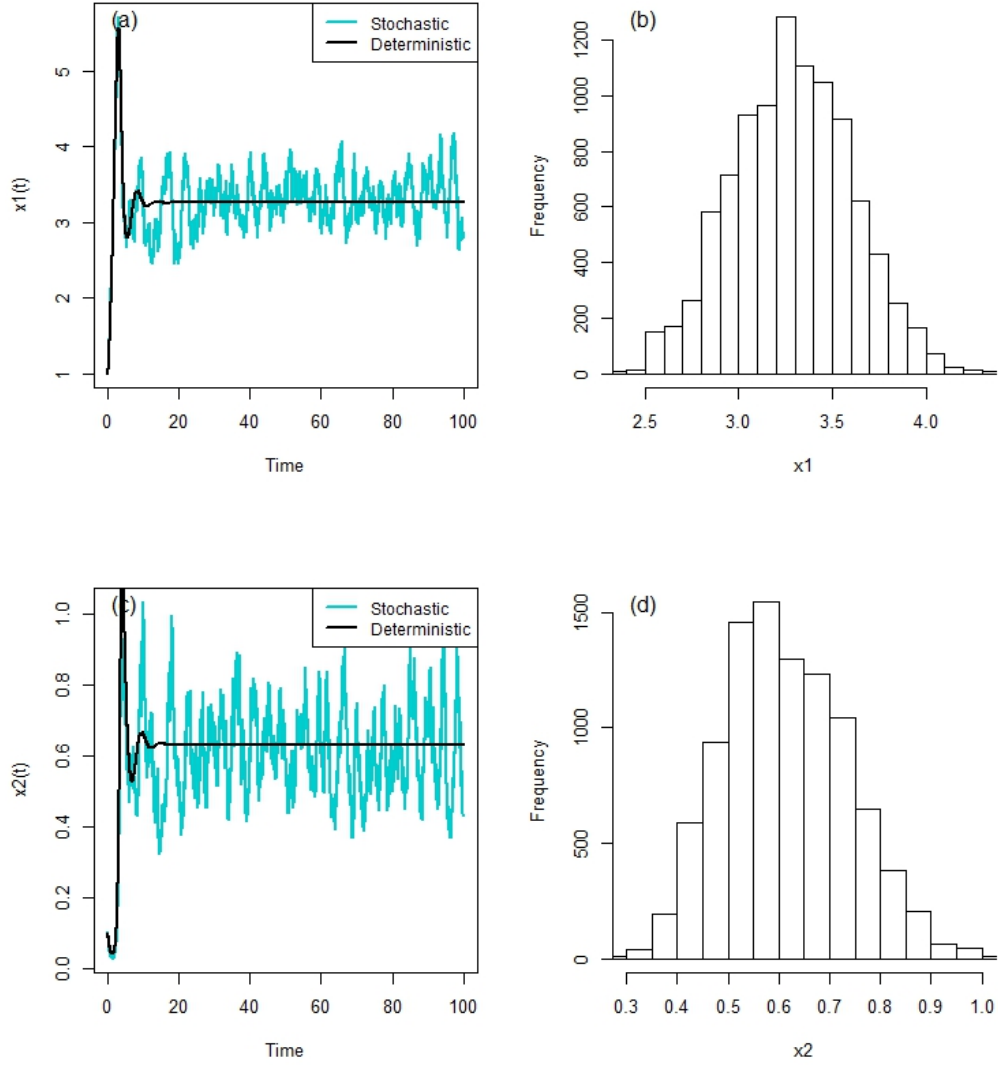 (a)
Stochastic
Deterministic
x1(t)
5
4
3
2
1
0 20 40 60 80 100
Time
(b)
Frequency
1200
1000
800
600
400
200
0
2.5 3.0 3.5 4.0
x1
(c)
Stochastic
Deterministic
x2(t)
1.0
0.8
0.6
0.4
0.2
0.0
0 20 40 60 80 100
Time
(d)
Frequency
1500
1000
500
0
0.3 0.4 0.5 0.6 0.7 0.8 0.9 1.0
x2